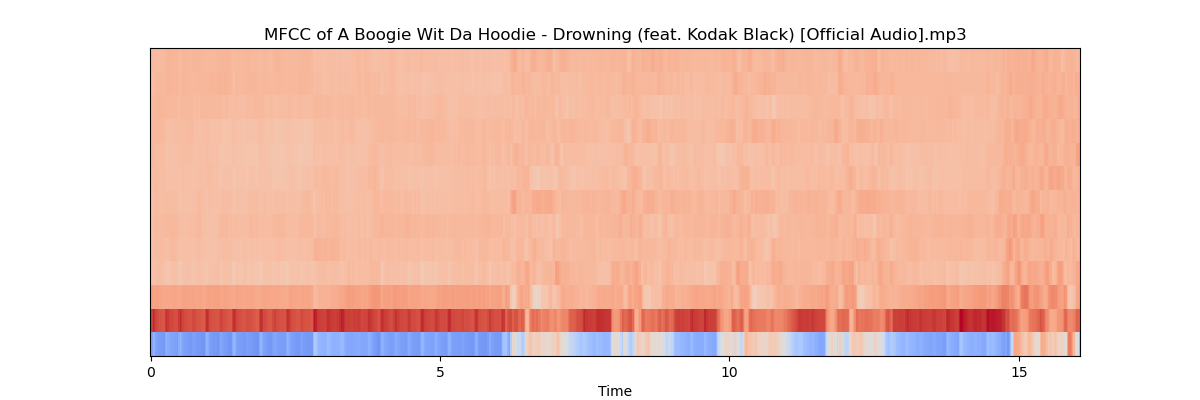 MFCC of A Boogie Wit Da Hoodie - Drowning (feat. Kodak Black) [Official Audio].mp3
0 5 10 15
Time